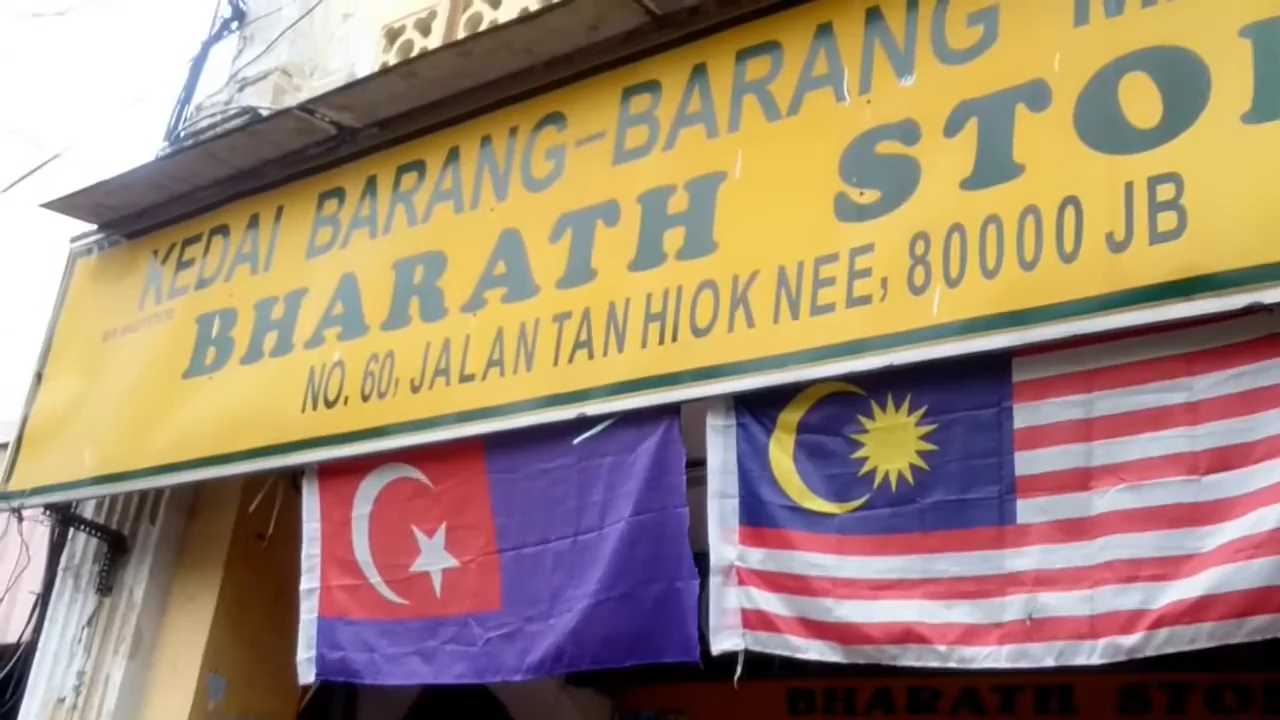 KEDAI BARANG-BARANG
BHARATH STO
NO. 60, JALAN TAN HIOK NEE, 80000 JB
BHARATH STO